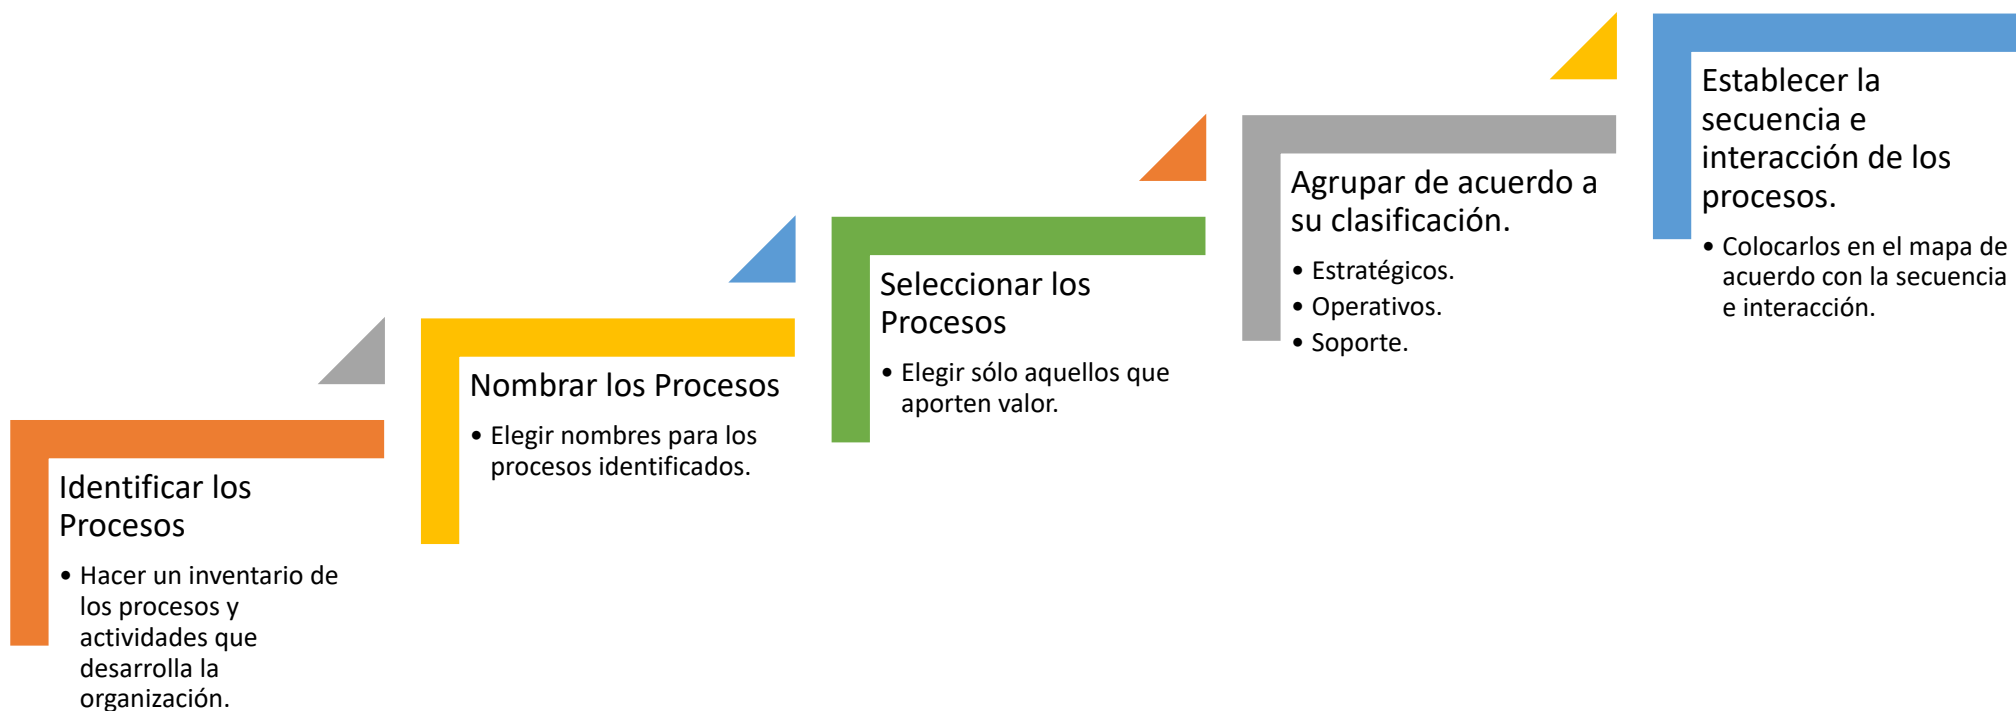 Identificar los
Procesos
• Hacer un inventario de
los procesos y
actividades que
desarrolla la
organización.
Nombrar los Procesos
• Elegir nombres para los
procesos identificados.
Seleccionar los
Procesos
• Elegir sólo aquellos que
aporten valor.
Agrupar de acuerdo a
su clasificación.
• Estratégicos.
• Operativos.
• Soporte.
Establecer la
secuencia e
interacción de los
procesos.
• Colocarlos en el mapa de
acuerdo con la secuencia
e interacción.